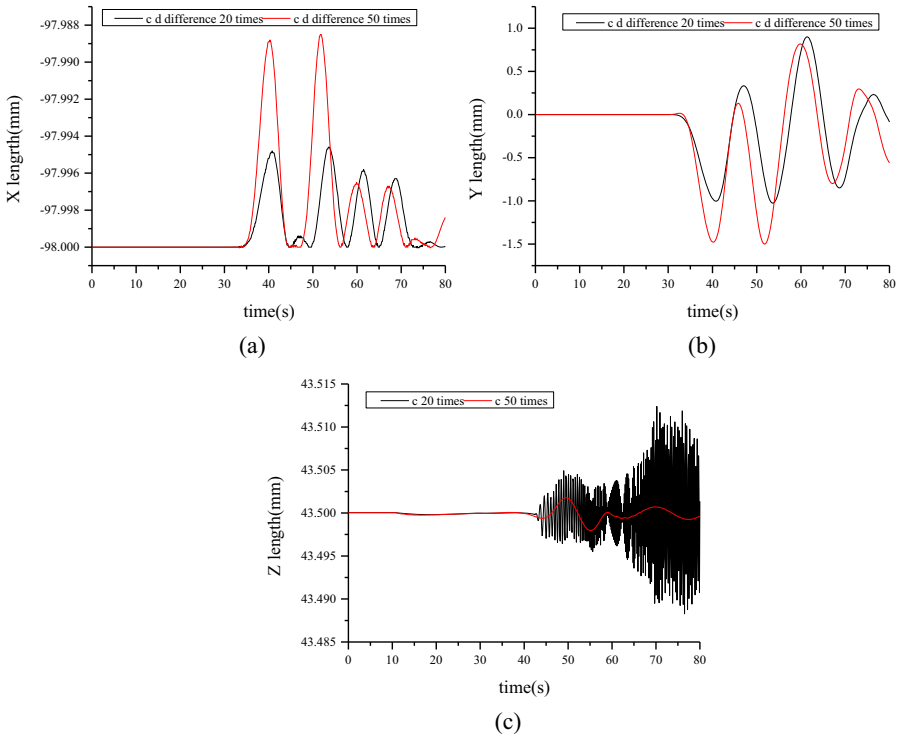 c d difference 20 times c d difference 50 times
-97.988
-97.990
-97.992
-97.994
-97.996
-97.998
-98.000
X lengrth(mm)
0 10 20 30 40 50 60 70 80
time(s)
(a)
c d difference 20 times c d difference 50 times
1.0
0.5
0.0
-0.5
-1.0
-1.5
Y length(mm)
0 10 20 30 40 50 60 70 80
time(s)
(b)
c 20 times c 50 times
43.515
43.510
43.505
43.500
43.495
43.490
43.485
Z length(mm)
0 10 20 30 40 50 60 70 80
time(s)
(c)